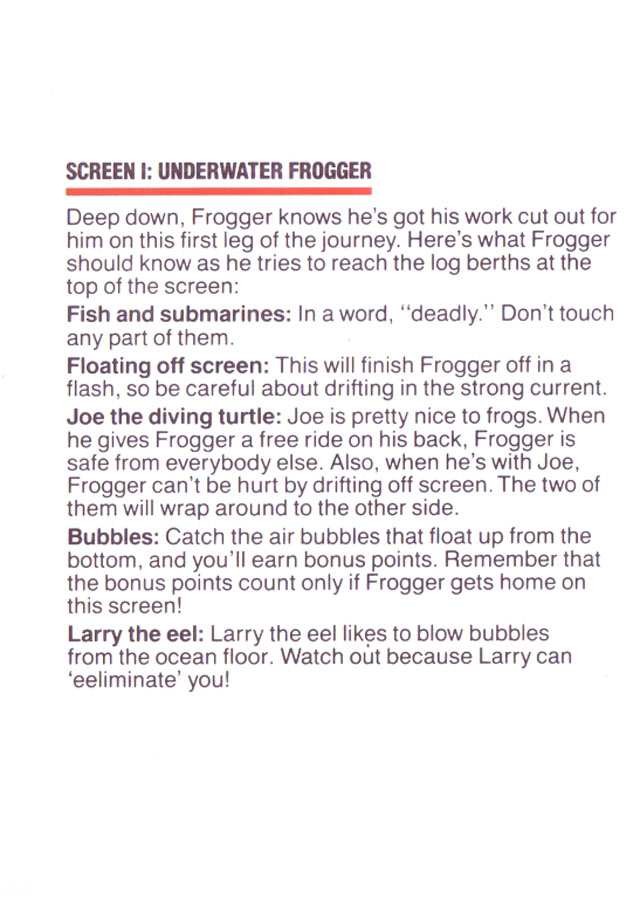 SCREEN I: UNDERWATER FROGGER
Deep down, Frogger knows he's got his work cut out for
him on this first leg of the journey. Here's what Frogger
should know as he tries to reach the log berths at the
top of the screen:
Fish and submarines: In a word, "deadly." Don't touch
any part of them.
Floating off screen: This will finish Frogger off in a
flash, so be careful about drifting in the strong current.
Joe the diving turtle: Joe is pretty nice to frogs. When
he gives Frogger a free ride on his back, Frogger is
safe from everybody else. Also, when he's with Joe,
Frogger can't be hurt by drifting off screen. The two of
them will wrap around to the other side.
Bubbles: Catch the air bubbles that float up from the
bottom, and you'll earn bonus points. Remember that
the bonus points count only if Frogger gets home on
this screen!
Larry the eel: Larry the eel likes to blow bubbles
from the ocean floor. Watch out because Larry can
'eeliminate' you!